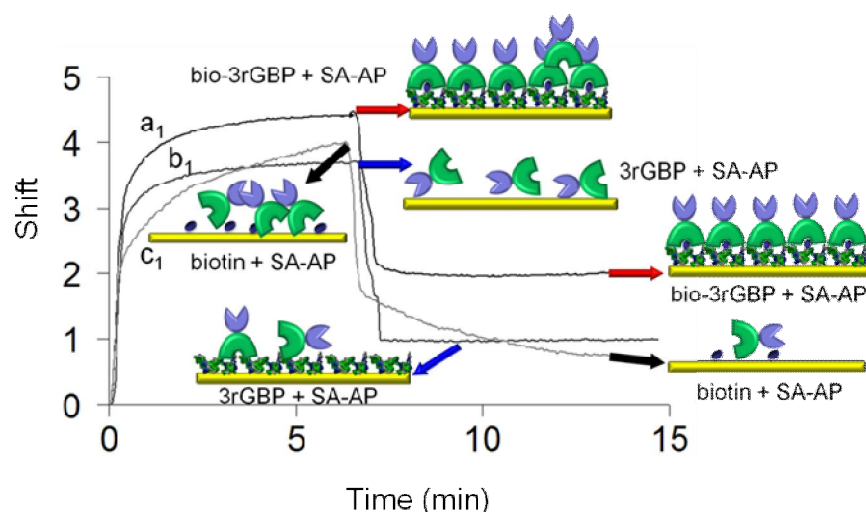 bio-3rGBP + SA-AP
5
a1
4
b1
3rGBP + SA-AP
3
Shift
c1
biotin + SA-AP
2
bio-3rGBP + SA-AP
1
3rGBP + SA-AP
biotin + SA-AP
0
0
5
10
15
Time (min)